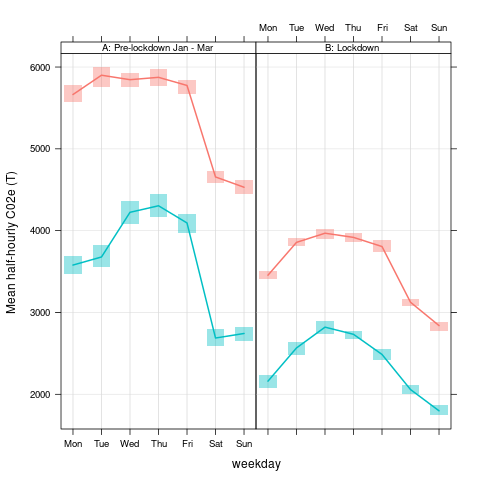 Mon Tue Wed Thu Fri Sat Sun
A: Pre-lockdown Jan - Mar
B: Lockdown
6000
5000
4000
3000
2000
Mean half-hourly C02e (T)
Mon Tue Wed Thu Fri Sat Sun
weekday